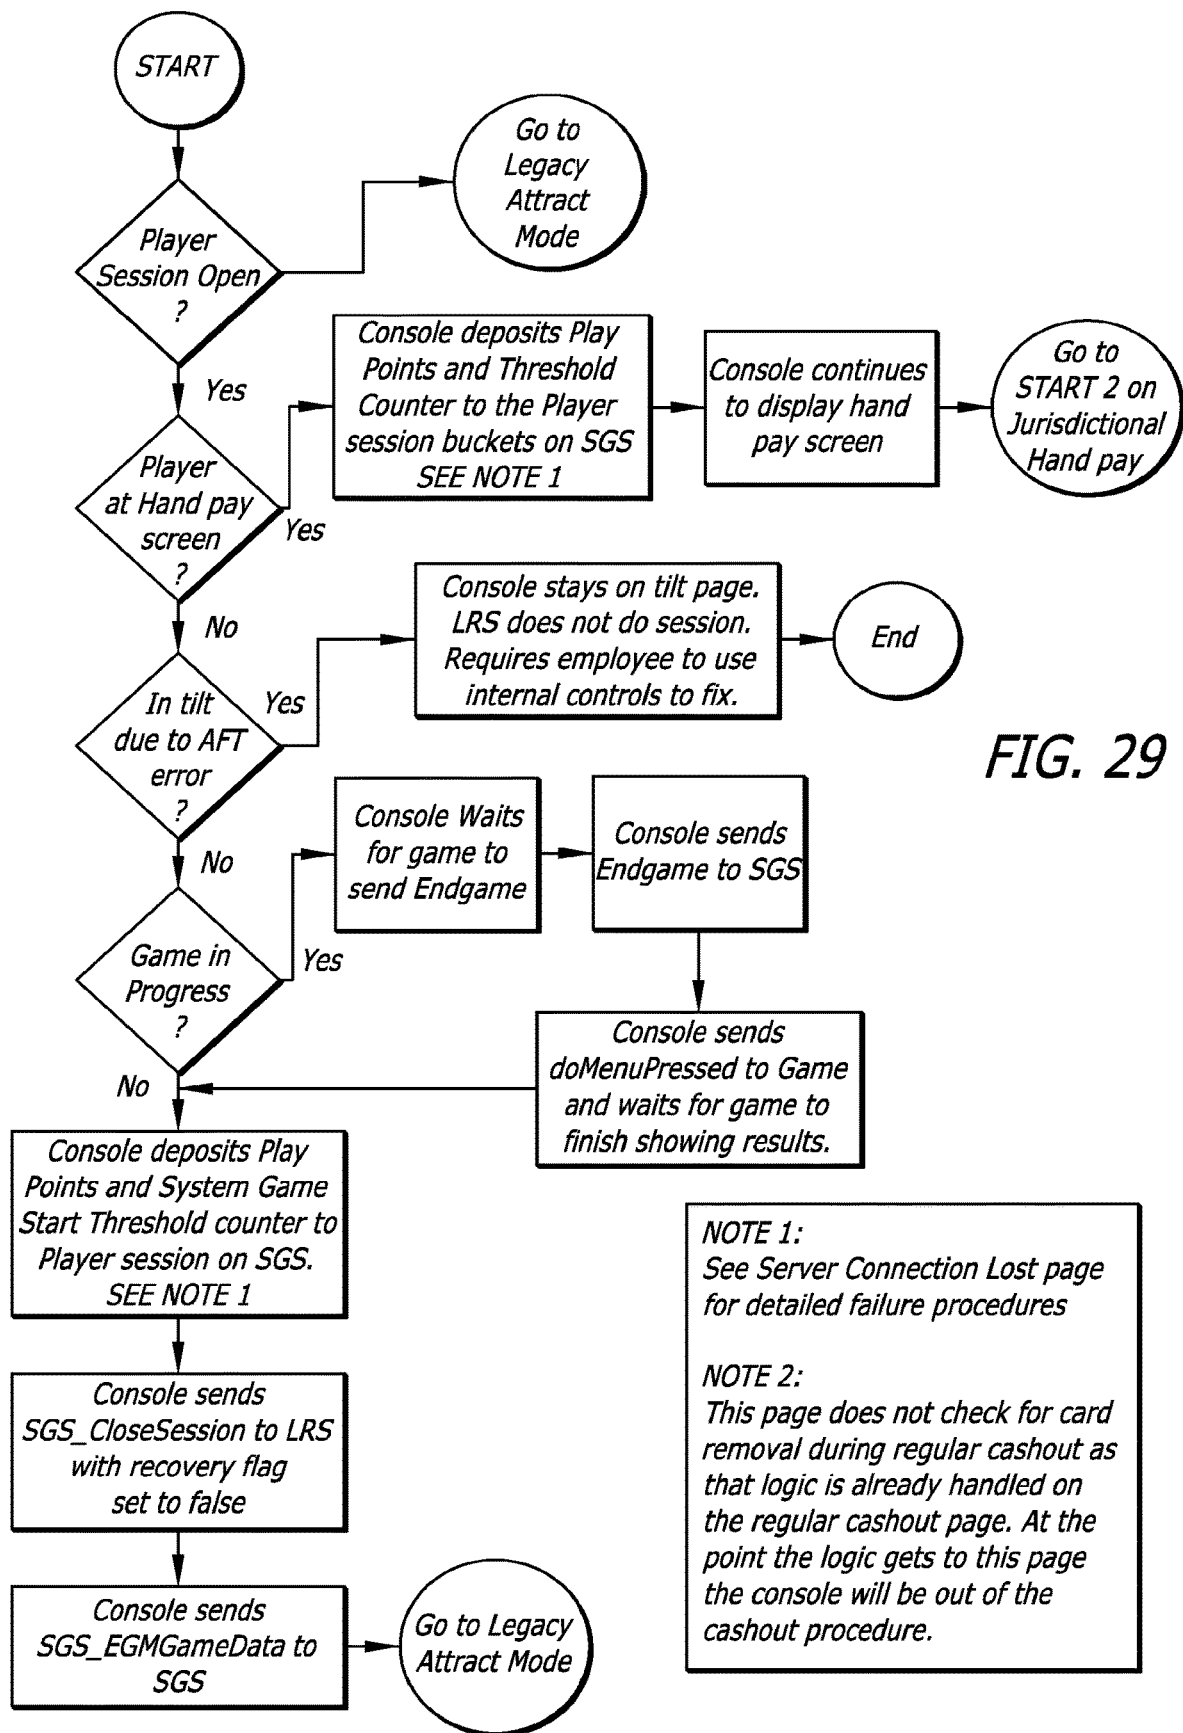 START
Go to
Legacy
Attract
Mode
Player
Session Open
?
Yes
Console deposits Play
Points and Threshold
Counter to the Player
session buckets on SGS
SEE NOTE 1
Console continues
to display hand
pay screen
Go to
START 2 on
Jurisdictional
Hand pay
Player
at Hand pay
screen
?
Yes
No
Console stays on tilt page.
LRS does not do session.
Requires employee to use
internal controls to fix.
End
In tilt
due to AFT
error
?
Yes
No
FIG. 29
Console Waits
for game to
send Endgame
Console sends
Endgame to SGS
Game in
Progress
?
Yes
No
Console sends
doMenuPressed to Game
and waits for game to
finish showing results.
Console deposits Play
Points and System Game
Start Threshold counter to
Player session on SGS.
SEE NOTE 1
Console sends
SGS_CloseSession to LRS
with recovery flag
set to false
Console sends
SGS_EGMGameData to
SGS
Go to Legacy
Attract Mode
NOTE 1:
See Server Connection Lost page
for detailed failure procedures
NOTE 2:
This page does not check for card
removal during regular cashout as
that logic is already handled on
the regular cashout page. At the
point the logic gets to this page
the console will be out of the
cashout procedure.